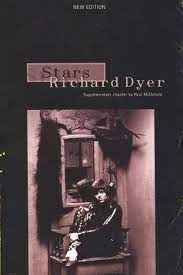 NEW EDITION
Stars
Richard Dyer
Supplementary chapter by Paul McDonald